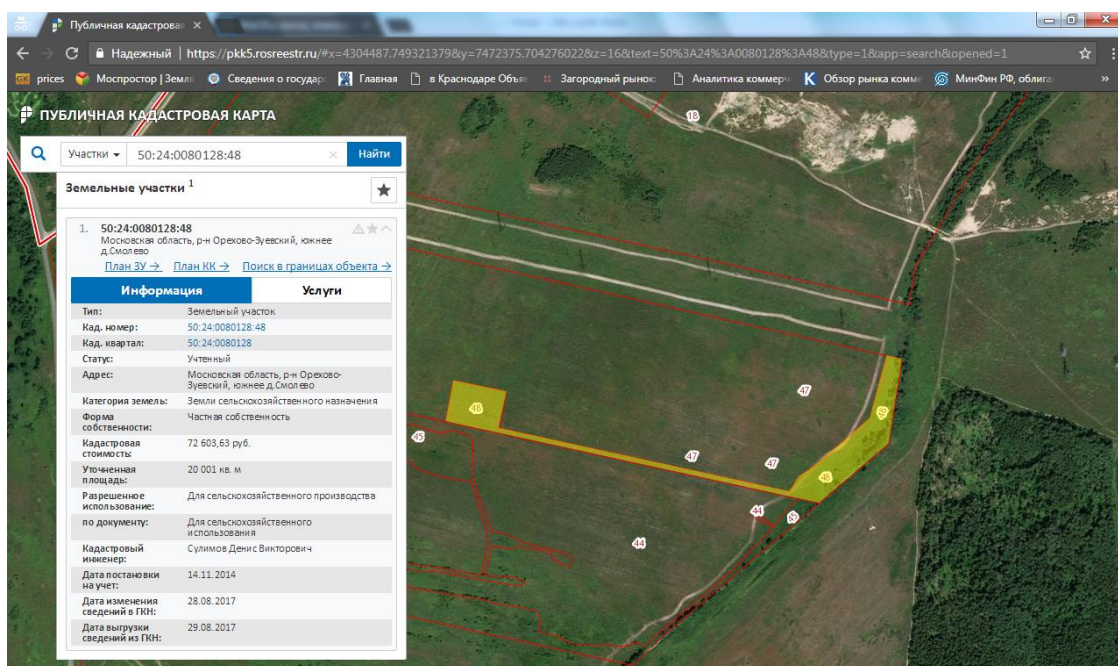 Публичная кадастровая
Надежный | https://pkk5.rosreestr.ru/#x=4304487.749321379&y=7472375.704276022&z=16&text=50%3A24%3A0080128%3A48&type=1&app=search&opened=1
prices Моспростор | Земля Сведения о государ Главная в Краснодаре Объяв Загородный рынок: Аналитика коммерч Обзор рынка комме МинФин РФ, облига »
ПУБЛИЧНАЯ КАДАСТРОВАЯ КАРТА
Участки 50:24:0080128:48 Найти
Земельные участки 1
1. 50:24:0080128:48
Московская область, р-н Орехово-Зуевский, южнее
д.Смолево
План ЗУ → План КК → Поиск в границах объекта →
Информация Услуги
Тип: Земельный участок
Кад. номер: 50:24:0080128:48
Кад. квартал: 50:24:0080128
Статус: Учтенный
Адрес: Московская область, р-н Орехово-
Зуевский, южнее д.Смолево
Категория земель: Земли сельскохозяйственного назначения
Форма Частная собственность
собственности:
Кадастровая 72 603,63 руб.
стоимость:
Уточненная 20 001 кв. м
площадь:
Разрешенное Для сельскохозяйственного производства
использование:
по документу: Для сельскохозяйственного
использования
Кадастровый Сулимов Денис Викторович
инженер:
Дата постановки 14.11.2014
на учет:
Дата изменения 28.08.2017
сведений в ГКН:
Дата выгрузки 29.08.2017
сведений из ГКН:
18
47
48
45
47
47
48
44
44